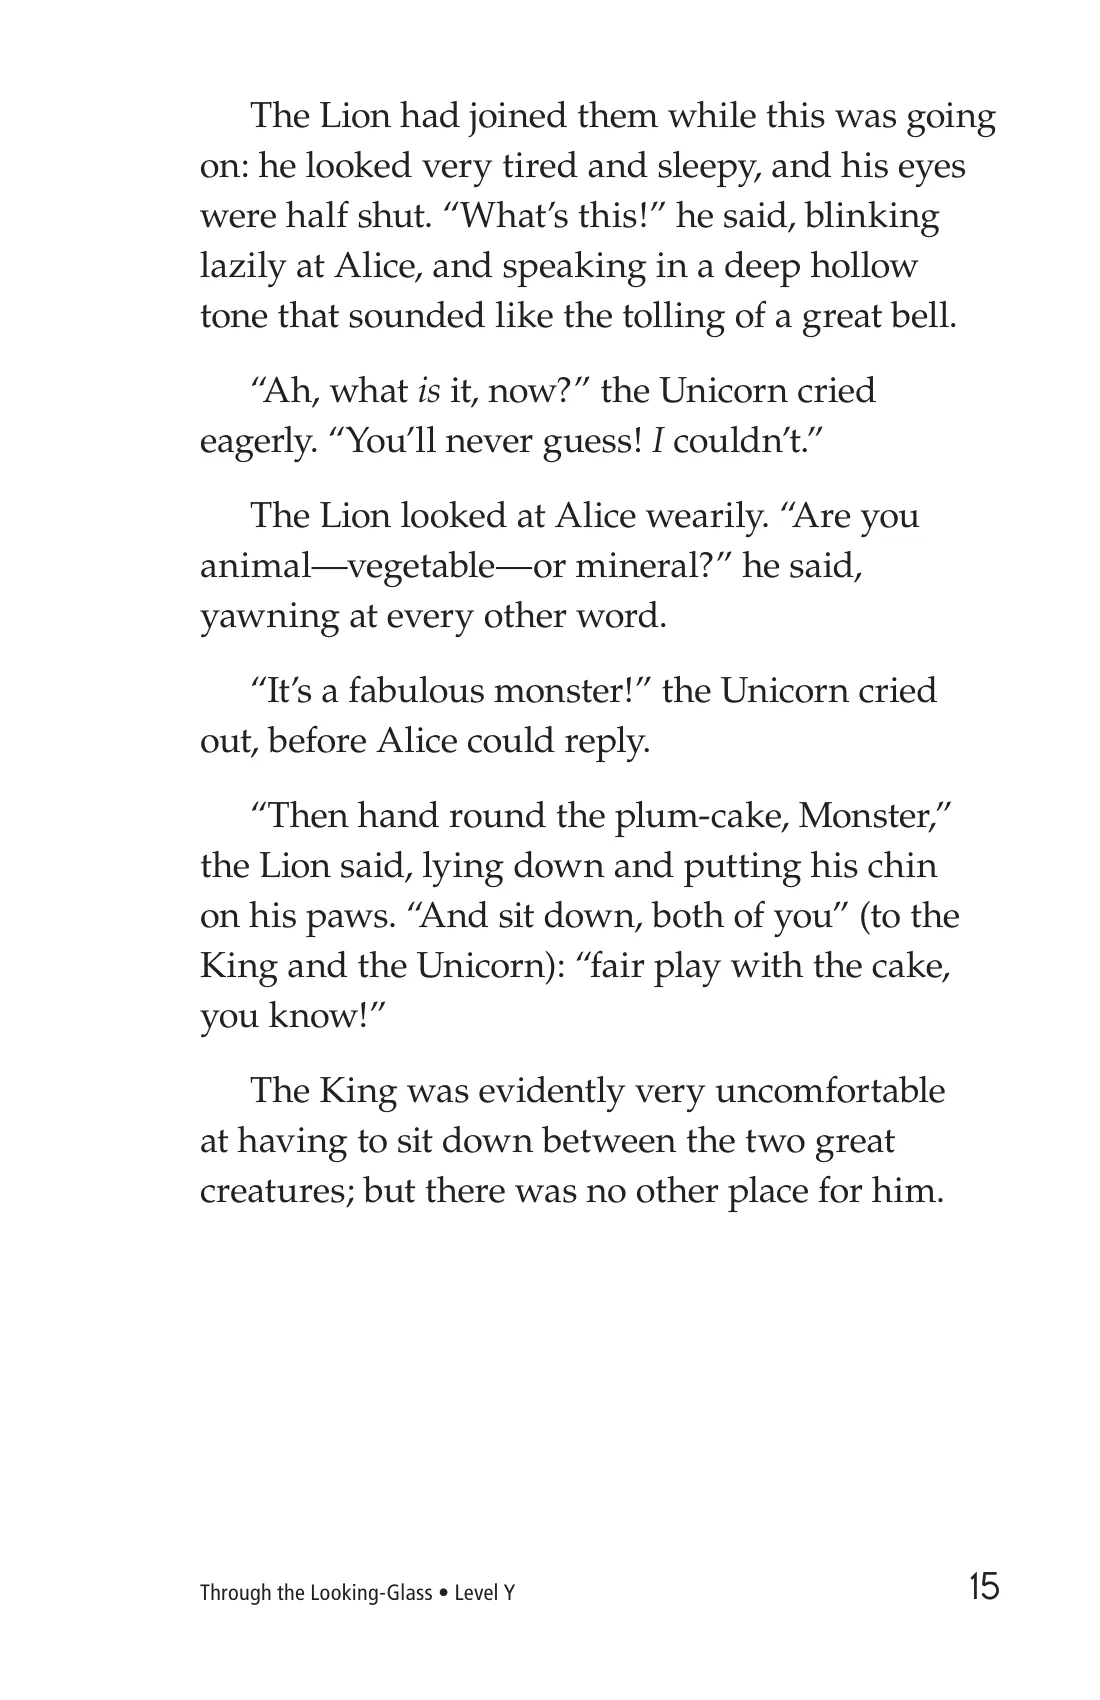 The Lion had joined them while this was going
on: he looked very tired and sleepy, and his eyes
were half shut. “What’s this!” he said, blinking
lazily at Alice, and speaking in a deep hollow
tone that sounded like the tolling of a great bell.
“Ah, what is it, now?” the Unicorn cried
eagerly. “You’ll never guess! I couldn’t.”
The Lion looked at Alice wearily. “Are you
animal—vegetable—or mineral?” he said,
yawning at every other word.
“It’s a fabulous monster!” the Unicorn cried
out, before Alice could reply.
“Then hand round the plum-cake, Monster,”
the Lion said, lying down and putting his chin
on his paws. “And sit down, both of you” (to the
King and the Unicorn): “fair play with the cake,
you know!”
The King was evidently very uncomfortable
at having to sit down between the two great
creatures; but there was no other place for him.
Through the Looking-Glass • Level Y
15